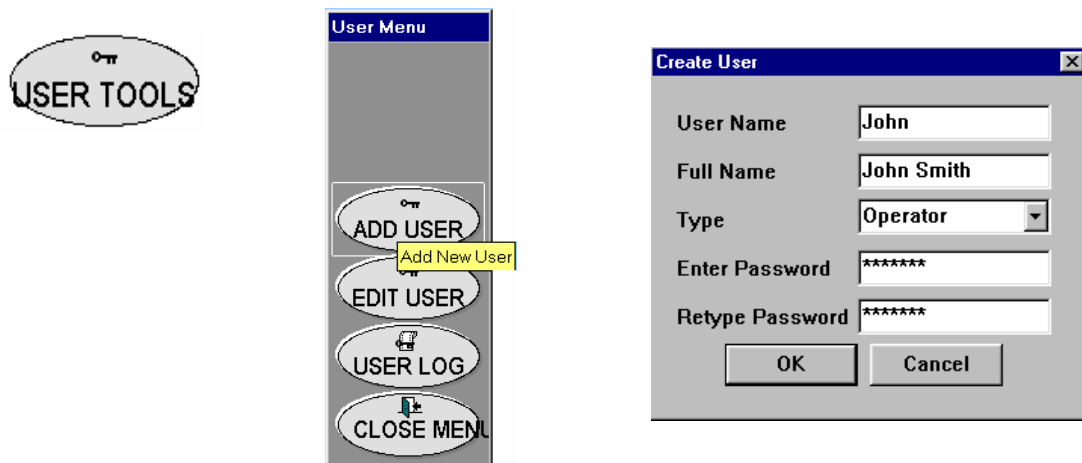 USER TOOLS
User Menu
ADD USER
Add New User
EDIT USER
USER LOG
CLOSE MENU
Create User
User Name John
Full Name John Smith
Type Operator
Enter Password *******
Retype Password *******
OK Cancel